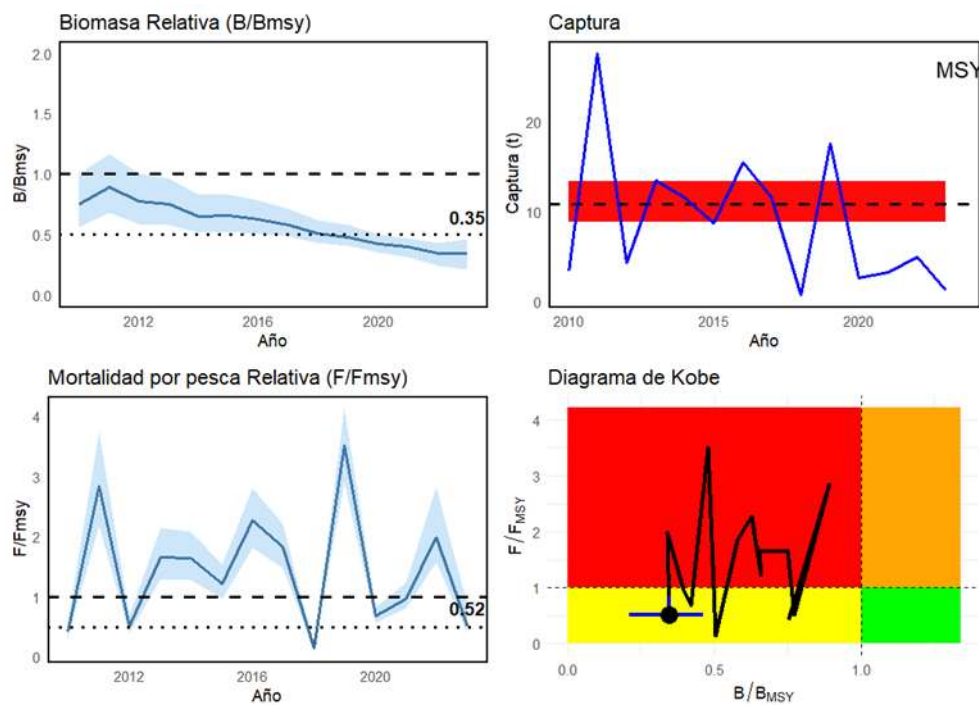 Biomasa Relativa (B/Bmsy)
2.0
1.5
1.0
0.5
0.0
B/Bmsy
0.35
2012
2016
2020
Año
Captura
MSY
20
10
0
Captura (t)
2010
2015
2020
Año
Mortalidad por pesca Relativa (F/Fmsy)
4
3
2
1
0
F/Fmsy
0.52
2012
2016
2020
Año
Diagrama de Kobe
4
3
2
1
0
F/FMSY
0.0
0.5
1.0
B/BMSY